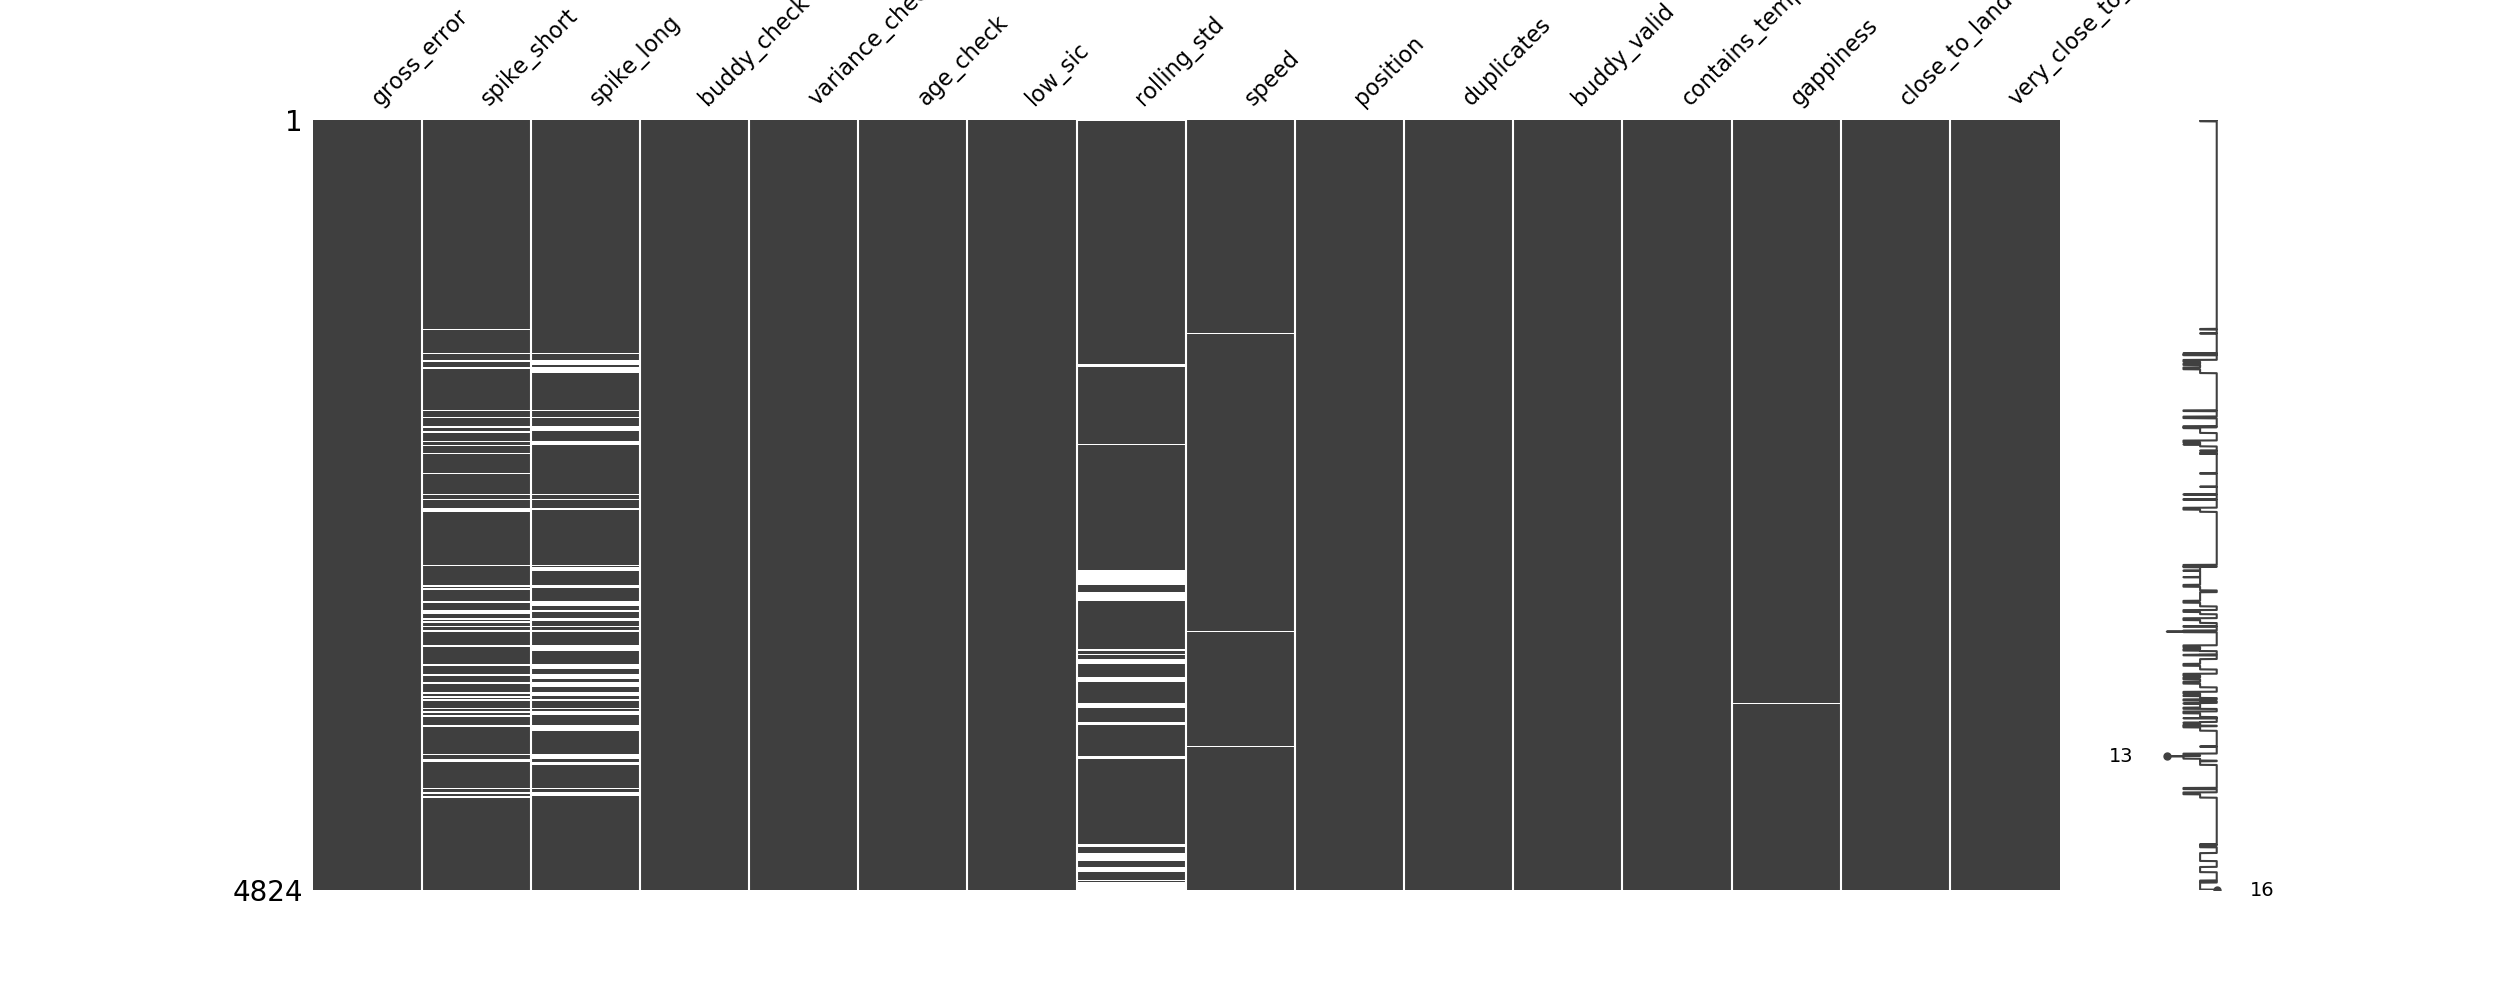 gross_error
spike_short
spike_long
buddy_check
age_check
low_sic
rolling_std
speed
position
duplicates
buddy_valid
gappiness
close_to_land
1
13
4824
16